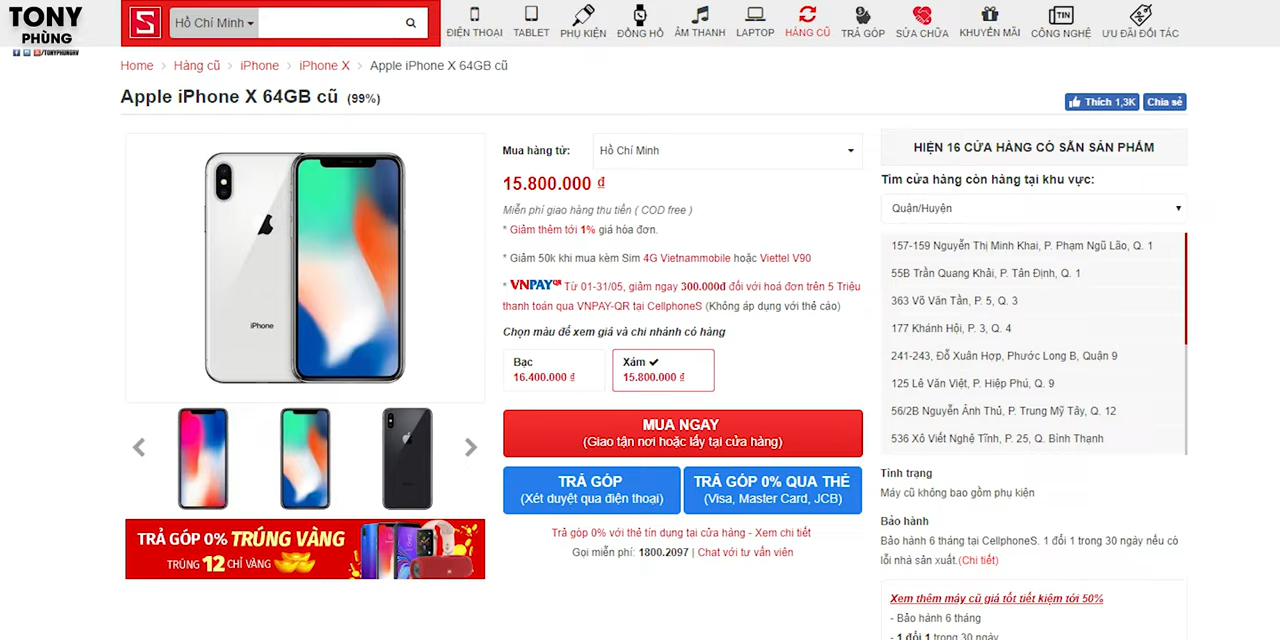 TONY
PHÙNG
/TONYPHUNGHV
S
Hồ Chí Minh
ĐIỆN THOẠI
TABLET
PHỤ KIỆN
ĐỒNG HỒ
ÂM THANH
LAPTOP
HÀNG CŨ
TRẢ GÓP
SỬA CHỮA
KHUYẾN MÃI
TIN
CÔNG NGHỆ
ƯU ĐÃI ĐỐI TÁC
Home > Hàng cũ > iPhone > iPhone X > Apple iPhone X 64GB cũ
Apple iPhone X 64GB cũ (99%)
Thích 1,3K
Chia sẻ
iPhone
TRẢ GÓP 0% TRÚNG VÀNG
TRÚNG 12 CHỈ VÀNG
Mua hàng từ:
Hồ Chí Minh
15.800.000 ₫
Miễn phí giao hàng thu tiền ( COD free )
* Giảm thêm tới 1% giá hóa đơn.
* Giảm 50k khi mua kèm Sim 4G Vietnammobile hoặc Viettel V90
* VNPAYQR Từ 01-31/05, giảm ngay 300.000đ đối với hoá đơn trên 5 Triệu
thanh toán qua VNPAY-QR tại CellphoneS (Không áp dụng với thẻ cào)
Chọn màu để xem giá và chi nhánh có hàng
Bạc
16.400.000 ₫
Xám ✔
15.800.000 ₫
MUA NGAY
(Giao tận nơi hoặc lấy tại cửa hàng)
TRẢ GÓP
(Xét duyệt qua điện thoại)
TRẢ GÓP 0% QUA THẺ
(Visa, Master Card, JCB)
Trả góp 0% với thẻ tín dụng tại cửa hàng - Xem chi tiết
Gọi miễn phí: 1800.2097 | Chat với tư vấn viên
HIỆN 16 CỬA HÀNG CÓ SẴN SẢN PHẨM
Tìm cửa hàng còn hàng tại khu vực:
Quận/Huyện
157-159 Nguyễn Thị Minh Khai, P. Phạm Ngũ Lão, Q. 1
55B Trần Quang Khải, P. Tân Định, Q. 1
363 Võ Văn Tần, P. 5, Q. 3
177 Khánh Hội, P. 3, Q. 4
241-243, Đỗ Xuân Hợp, Phước Long B, Quận 9
125 Lê Văn Việt, P. Hiệp Phú, Q. 9
56/2B Nguyễn Ảnh Thủ, P. Trung Mỹ Tây, Q. 12
536 Xô Viết Nghệ Tĩnh, P. 25, Q. Bình Thạnh
Tình trạng
Máy cũ không bao gồm phụ kiện
Bảo hành
Bảo hành 6 tháng tại CellphoneS. 1 đổi 1 trong 30 ngày nếu có
lỗi nhà sản xuất.(Chi tiết)
Xem thêm máy cũ giá tốt tiết kiệm tới 50%
- Bảo hành 6 tháng
- 1 đổi 1 trong 30 ngày